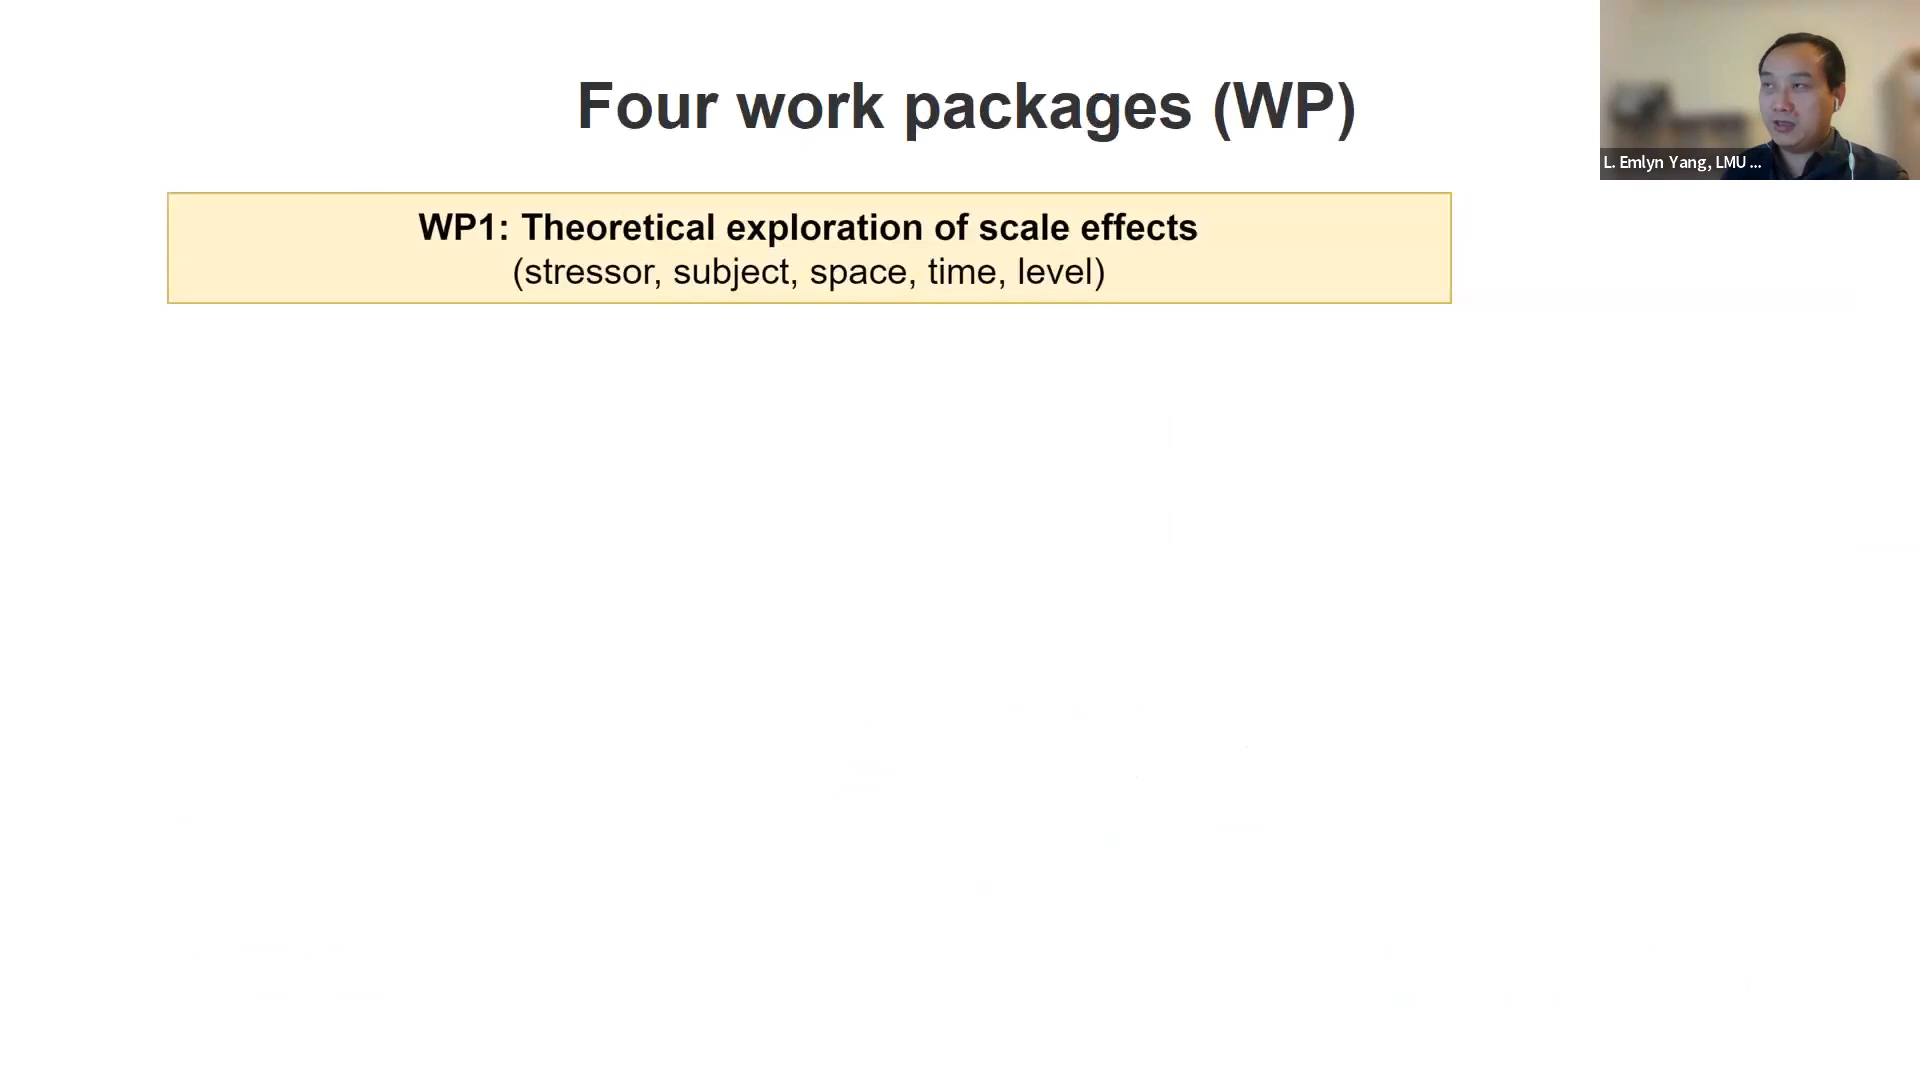 Four work packages (WP)
L. Emlyn Yang, LMU ...
WP1: Theoretical exploration of scale effects
(stressor, subject, space, time, level)